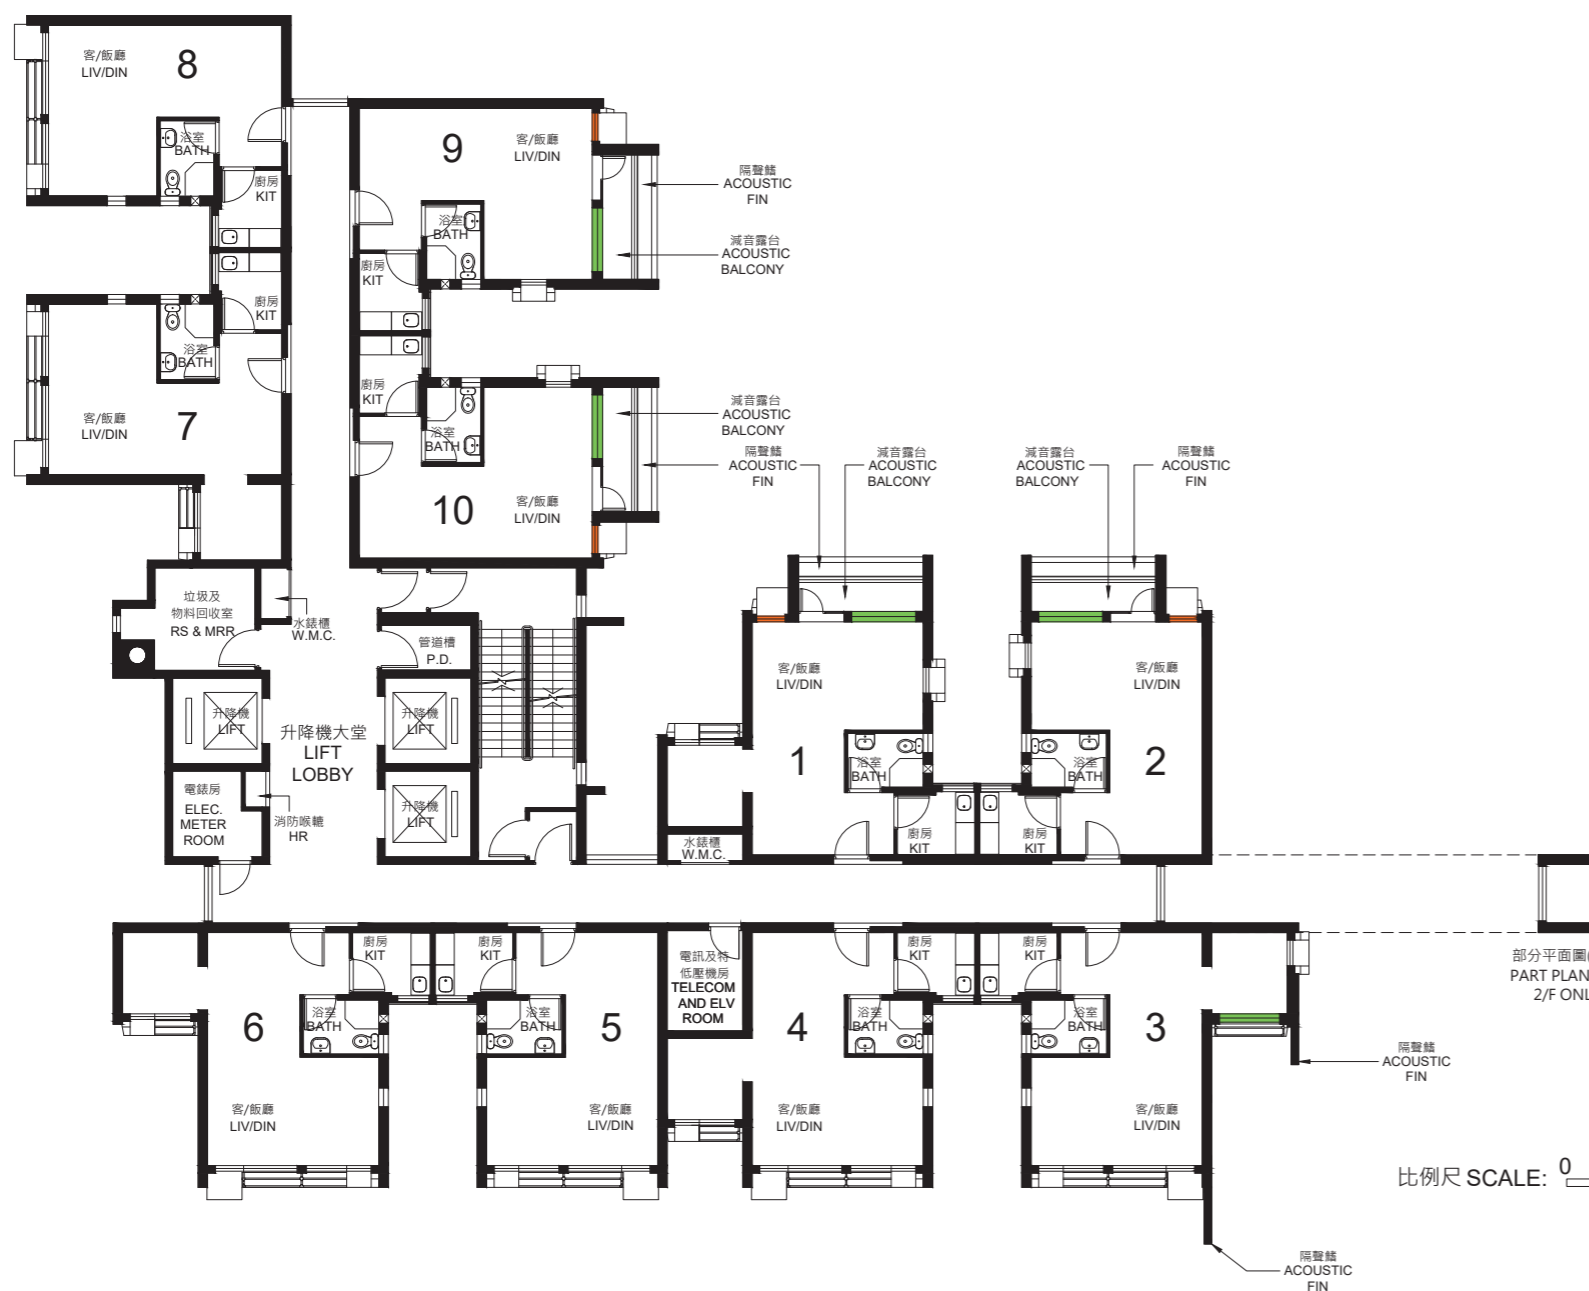 客/飯廳
LIV/DIN
8
浴室
BATH
廚房
KIT
9
客/飯廳
LIV/DIN
隔聲鰭
ACOUSTIC
FIN
浴室
BATH
減音露台
ACOUSTIC
BALCONY
廚房
KIT
廚房
KIT
浴室
BATH
客/飯廳
LIV/DIN
7
廚房
KIT
浴室
BATH
減音露台
ACOUSTIC
BALCONY
10
客/飯廳
LIV/DIN
隔聲鰭
ACOUSTIC
FIN
減音露台
ACOUSTIC
BALCONY
減音露台
ACOUSTIC
BALCONY
隔聲鰭
ACOUSTIC
FIN
垃圾及
物料回收室
RS & MRR
水錶櫃
W.M.C.
管道槽
P.D.
升降機
LIFT
升降機大堂
LIFT
LOBBY
升降機
LIFT
升降機
LIFT
電錶房
ELEC.
METER
ROOM
消防喉轆
HR
客/飯廳
LIV/DIN
1
浴室
BATH
廚房
KIT
水錶櫃
W.M.C.
客/飯廳
LIV/DIN
2
浴室
BATH
廚房
KIT
廚房
KIT
浴室
BATH
6
客/飯廳
LIV/DIN
廚房
KIT
浴室
BATH
5
客/飯廳
LIV/DIN
電訊及特
低壓機房
TELECOM
AND ELV
ROOM
廚房
KIT
浴室
BATH
4
客/飯廳
LIV/DIN
廚房
KIT
浴室
BATH
3
客/飯廳
LIV/DIN
隔聲鰭
ACOUSTIC
FIN
部分平面圖(
PART PLAN
2/F ONL
比例尺 SCALE: 0
隔聲鰭
ACOUSTIC
FIN